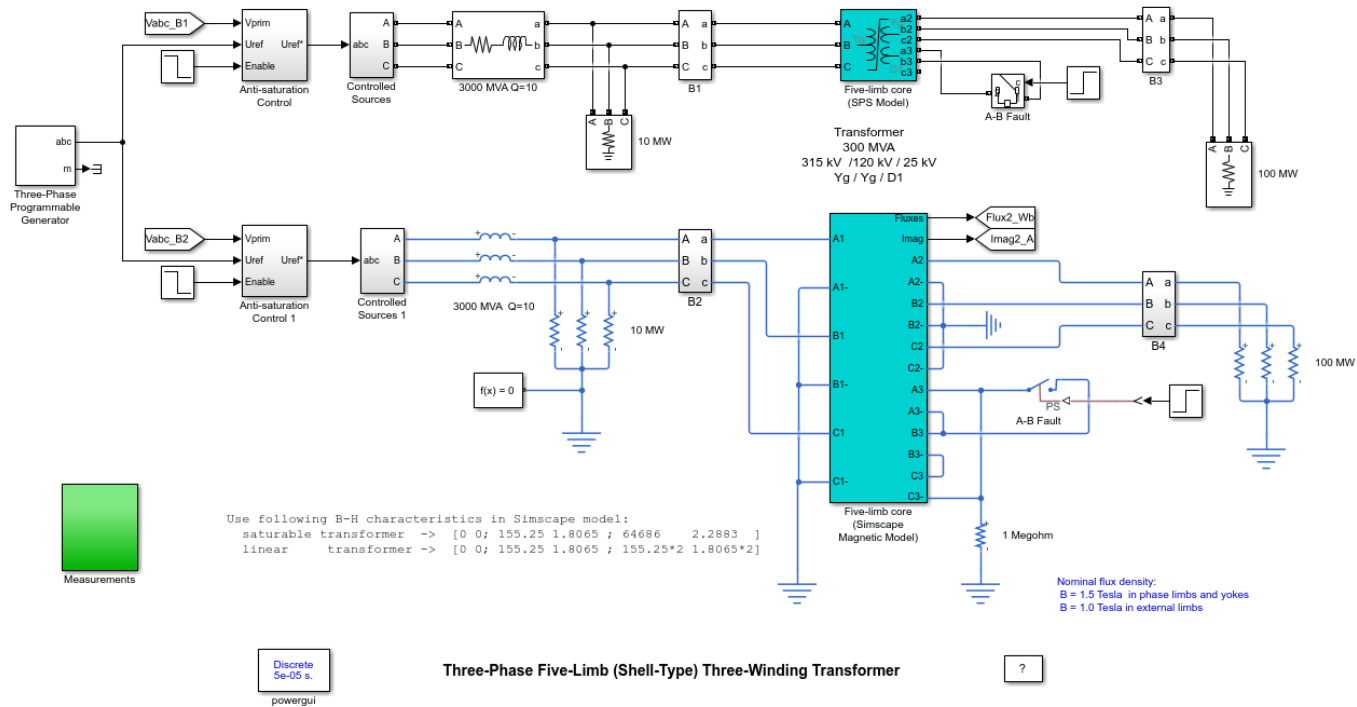 Vabc_B1
Vprim
Uref
Uref*
Enable
Anti-saturation
Control
abc
A
B
C
Controlled
Sources
A
B
C
a
b
c
3000 MVA Q=10
A
B
C
10 MW
A
B
C
a
b
c
B1
a2
b2
c2
a3
b3
c3
Five-limb core
(SPS Model)
c
A-B Fault
A
B
C
a
b
c
B3
A
B
C
100 MW
Transformer
300 MVA
315 kV /120 kV / 25 kV
Yg / Yg / D1
abc
m
Three-Phase
Programmable
Generator
Vabc_B2
Vprim
Uref
Uref*
Enable
Anti-saturation
Control 1
abc
A
B
C
Controlled
Sources 1
+
-
+
-
+
-
3000 MVA Q=10
+
+
+
-
-
-
10 MW
f(x) = 0
A
B
C
a
b
c
B2
A1
A1-
B1
B1-
C1
C1-
Fluxes
Imag
A2
A2-
B2
B2-
C2
C2-
A3
A3-
B3
B3-
C3
C3-
Five-limb core
(Simscape
Magnetic Model)
Flux2_Wb
Imag2_A
PS
A-B Fault
A
B
C
a
b
c
B4
+
+
+
-
-
-
100 MW
+
-
1 Megohm
Measurements
Use following B-H characteristics in Simscape model:
saturable transformer -> [0 0; 155.25 1.8065 ; 64686 2.2883 ]
linear transformer -> [0 0; 155.25 1.8065 ; 155.25*2 1.8065*2]
Nominal flux density:
B = 1.5 Tesla in phase limbs and yokes
B = 1.0 Tesla in external limbs
Discrete
5e-05 s.
powergui
Three-Phase Five-Limb (Shell-Type) Three-Winding Transformer
?